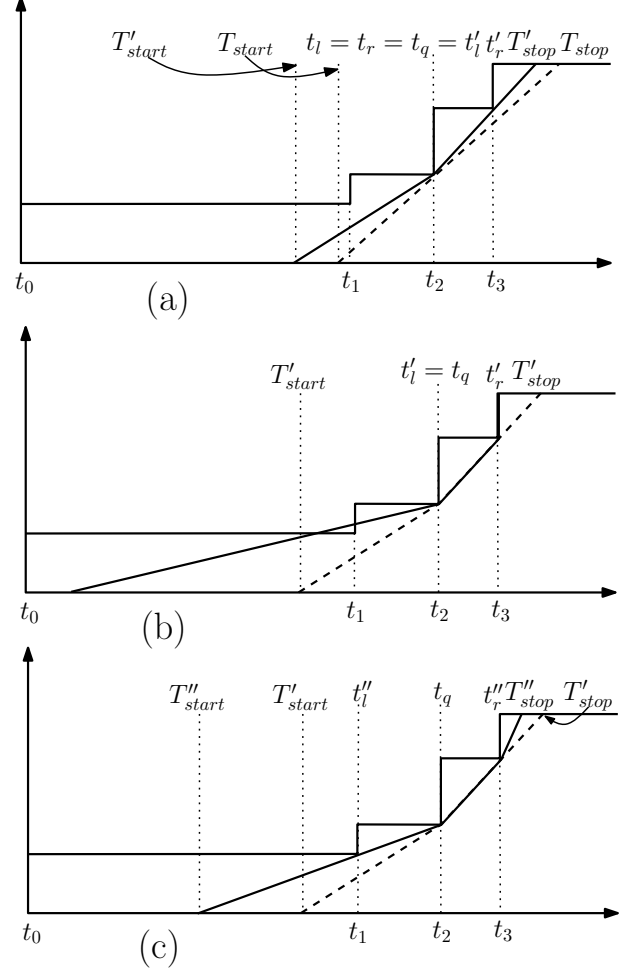 T′_start T_start t_l = t_r = t_q = t′_l t′_r T′_stop T_stop
t_0 t_1 t_2 t_3
(a)
T′_start t′_l = t_q t′_r T′_stop
t_0 t_1 t_2 t_3
(b)
T″_start T′_start t″_l t_q t″_r T″_stop T′_stop
t_0 t_1 t_2 t_3
(c)